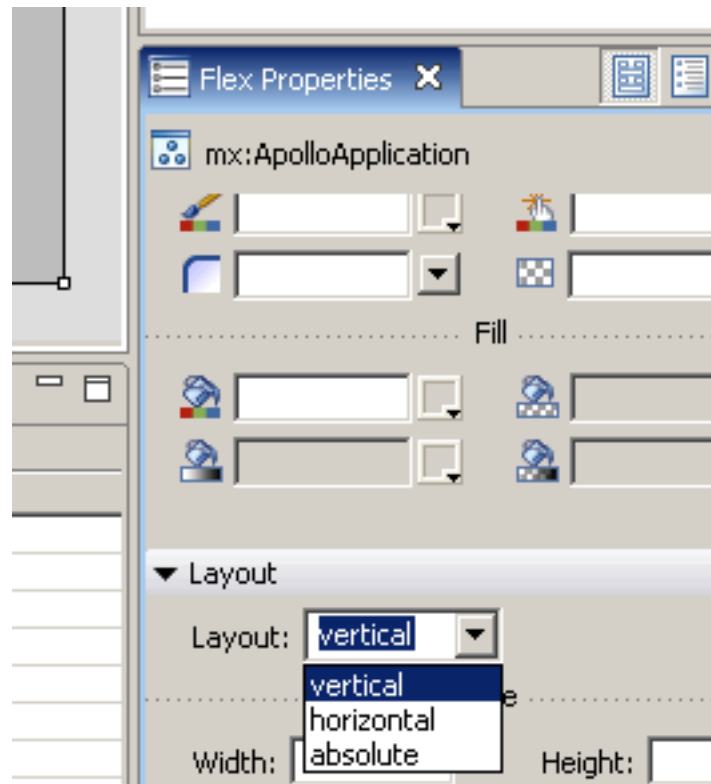 Flex Properties
mx:ApolloApplication
Fill
Layout
Layout: vertical
vertical
horizontal
absolute
Width: Height: